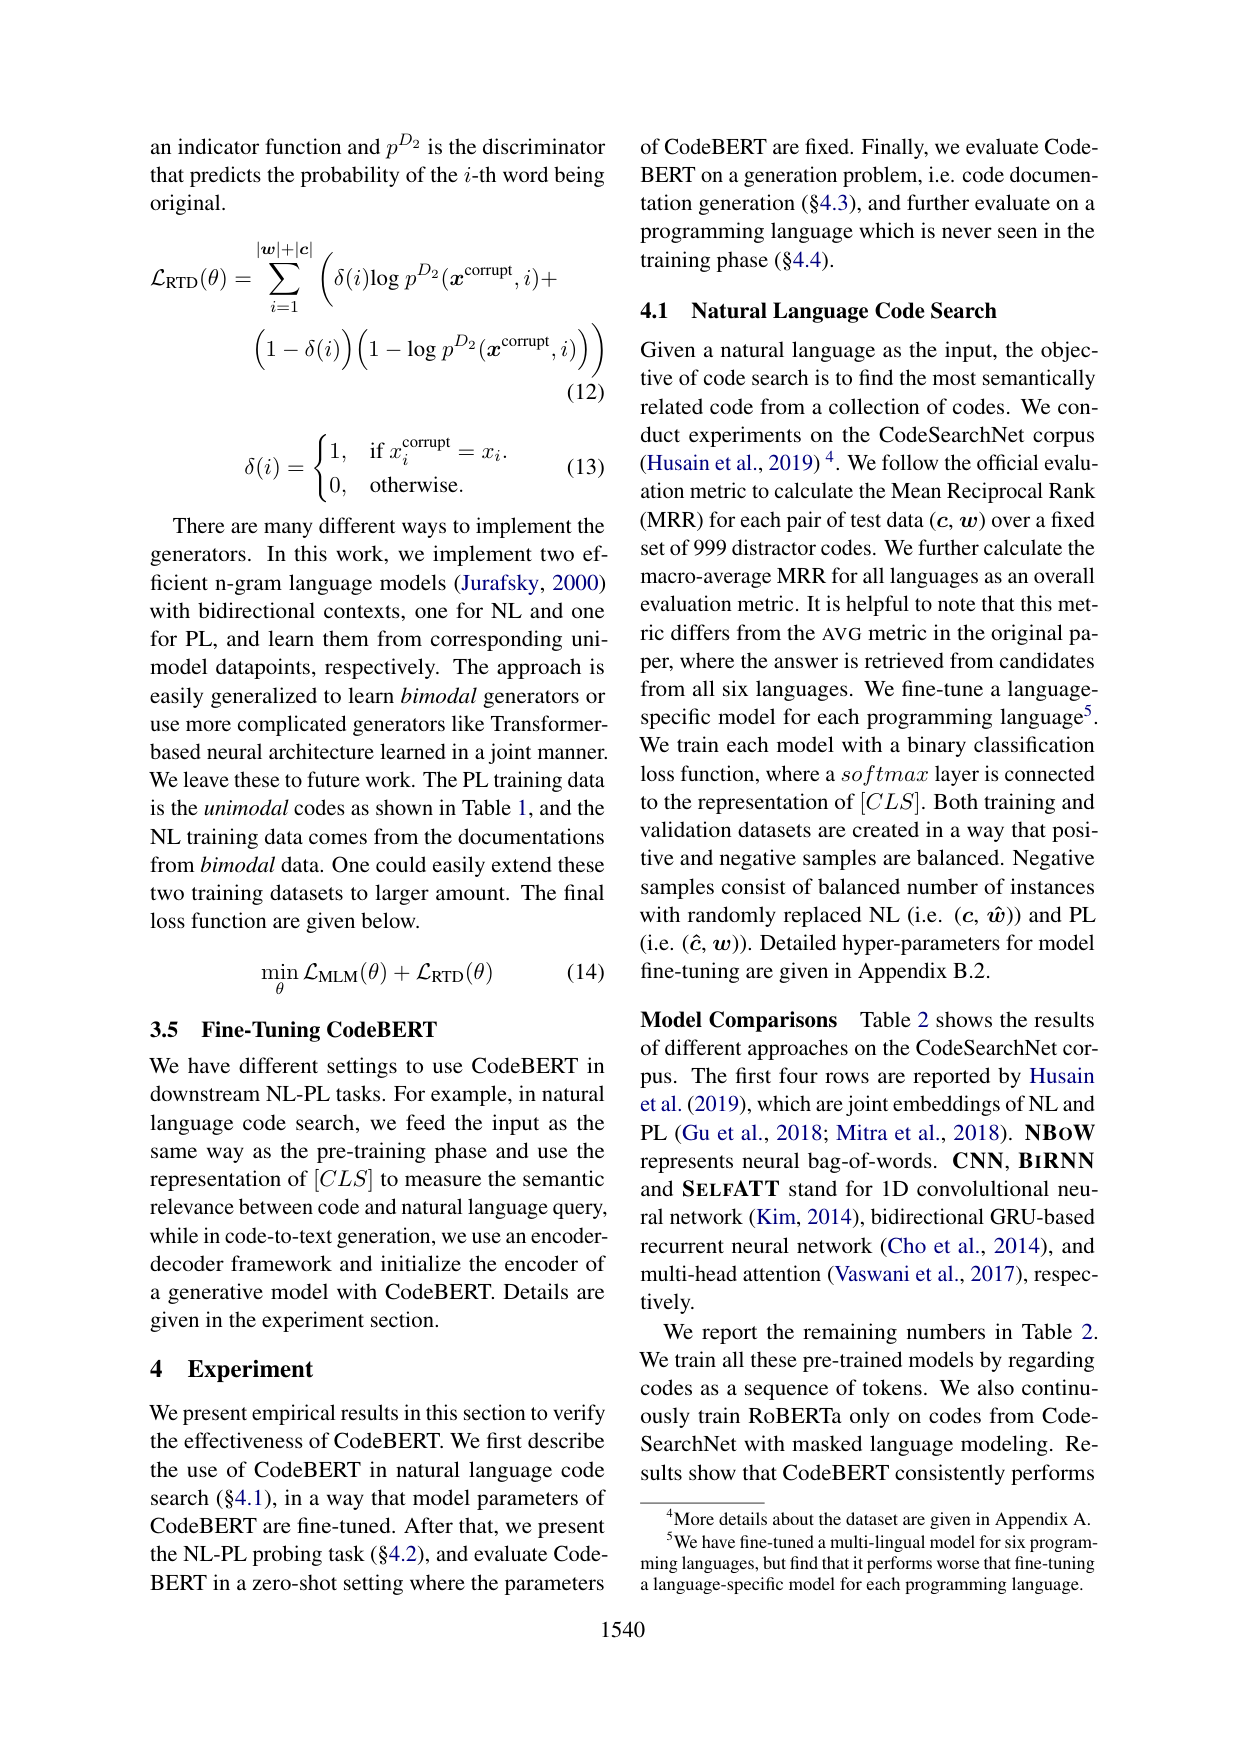 an indicator function and p^{D_2} is the discriminator
that predicts the probability of the i-th word being
original.
\mathcal{L}_{RTD}(θ) = \sum_{i=1}^{|w|+|c|} ( δ(i)log p^{D_2}(x^{corrupt}, i)+
(1 − δ(i))(1 − log p^{D_2}(x^{corrupt}, i)))
(12)
δ(i) = { 1, if x_i^{corrupt} = x_i.
0, otherwise. (13)
There are many different ways to implement the
generators. In this work, we implement two ef-
ficient n-gram language models (Jurafsky, 2000)
with bidirectional contexts, one for NL and one
for PL, and learn them from corresponding uni-
model datapoints, respectively. The approach is
easily generalized to learn bimodal generators or
use more complicated generators like Transformer-
based neural architecture learned in a joint manner.
We leave these to future work. The PL training data
is the unimodal codes as shown in Table 1, and the
NL training data comes from the documentations
from bimodal data. One could easily extend these
two training datasets to larger amount. The final
loss function are given below.
min_θ \mathcal{L}_{MLM}(θ) + \mathcal{L}_{RTD}(θ) (14)
3.5 Fine-Tuning CodeBERT
We have different settings to use CodeBERT in
downstream NL-PL tasks. For example, in natural
language code search, we feed the input as the
same way as the pre-training phase and use the
representation of [CLS] to measure the semantic
relevance between code and natural language query,
while in code-to-text generation, we use an encoder-
decoder framework and initialize the encoder of
a generative model with CodeBERT. Details are
given in the experiment section.
4 Experiment
We present empirical results in this section to verify
the effectiveness of CodeBERT. We first describe
the use of CodeBERT in natural language code
search (§4.1), in a way that model parameters of
CodeBERT are fine-tuned. After that, we present
the NL-PL probing task (§4.2), and evaluate Code-
BERT in a zero-shot setting where the parameters
of CodeBERT are fixed. Finally, we evaluate Code-
BERT on a generation problem, i.e. code documen-
tation generation (§4.3), and further evaluate on a
programming language which is never seen in the
training phase (§4.4).
4.1 Natural Language Code Search
Given a natural language as the input, the objec-
tive of code search is to find the most semantically
related code from a collection of codes. We con-
duct experiments on the CodeSearchNet corpus
(Husain et al., 2019) 4. We follow the official evalu-
ation metric to calculate the Mean Reciprocal Rank
(MRR) for each pair of test data (c, w) over a fixed
set of 999 distractor codes. We further calculate the
macro-average MRR for all languages as an overall
evaluation metric. It is helpful to note that this met-
ric differs from the AVG metric in the original pa-
per, where the answer is retrieved from candidates
from all six languages. We fine-tune a language-
specific model for each programming language5.
We train each model with a binary classification
loss function, where a softmax layer is connected
to the representation of [CLS]. Both training and
validation datasets are created in a way that posi-
tive and negative samples are balanced. Negative
samples consist of balanced number of instances
with randomly replaced NL (i.e. (c, ŵ)) and PL
(i.e. (ĉ, w)). Detailed hyper-parameters for model
fine-tuning are given in Appendix B.2.
Model Comparisons Table 2 shows the results
of different approaches on the CodeSearchNet cor-
pus. The first four rows are reported by Husain
et al. (2019), which are joint embeddings of NL and
PL (Gu et al., 2018; Mitra et al., 2018). NBOW
represents neural bag-of-words. CNN, BIRNN
and SELFATT stand for 1D convolultional neu-
ral network (Kim, 2014), bidirectional GRU-based
recurrent neural network (Cho et al., 2014), and
multi-head attention (Vaswani et al., 2017), respec-
tively.
We report the remaining numbers in Table 2.
We train all these pre-trained models by regarding
codes as a sequence of tokens. We also continu-
ously train RoBERTa only on codes from Code-
SearchNet with masked language modeling. Re-
sults show that CodeBERT consistently performs
4More details about the dataset are given in Appendix A.
5We have fine-tuned a multi-lingual model for six program-
ming languages, but find that it performs worse that fine-tuning
a language-specific model for each programming language.
1540